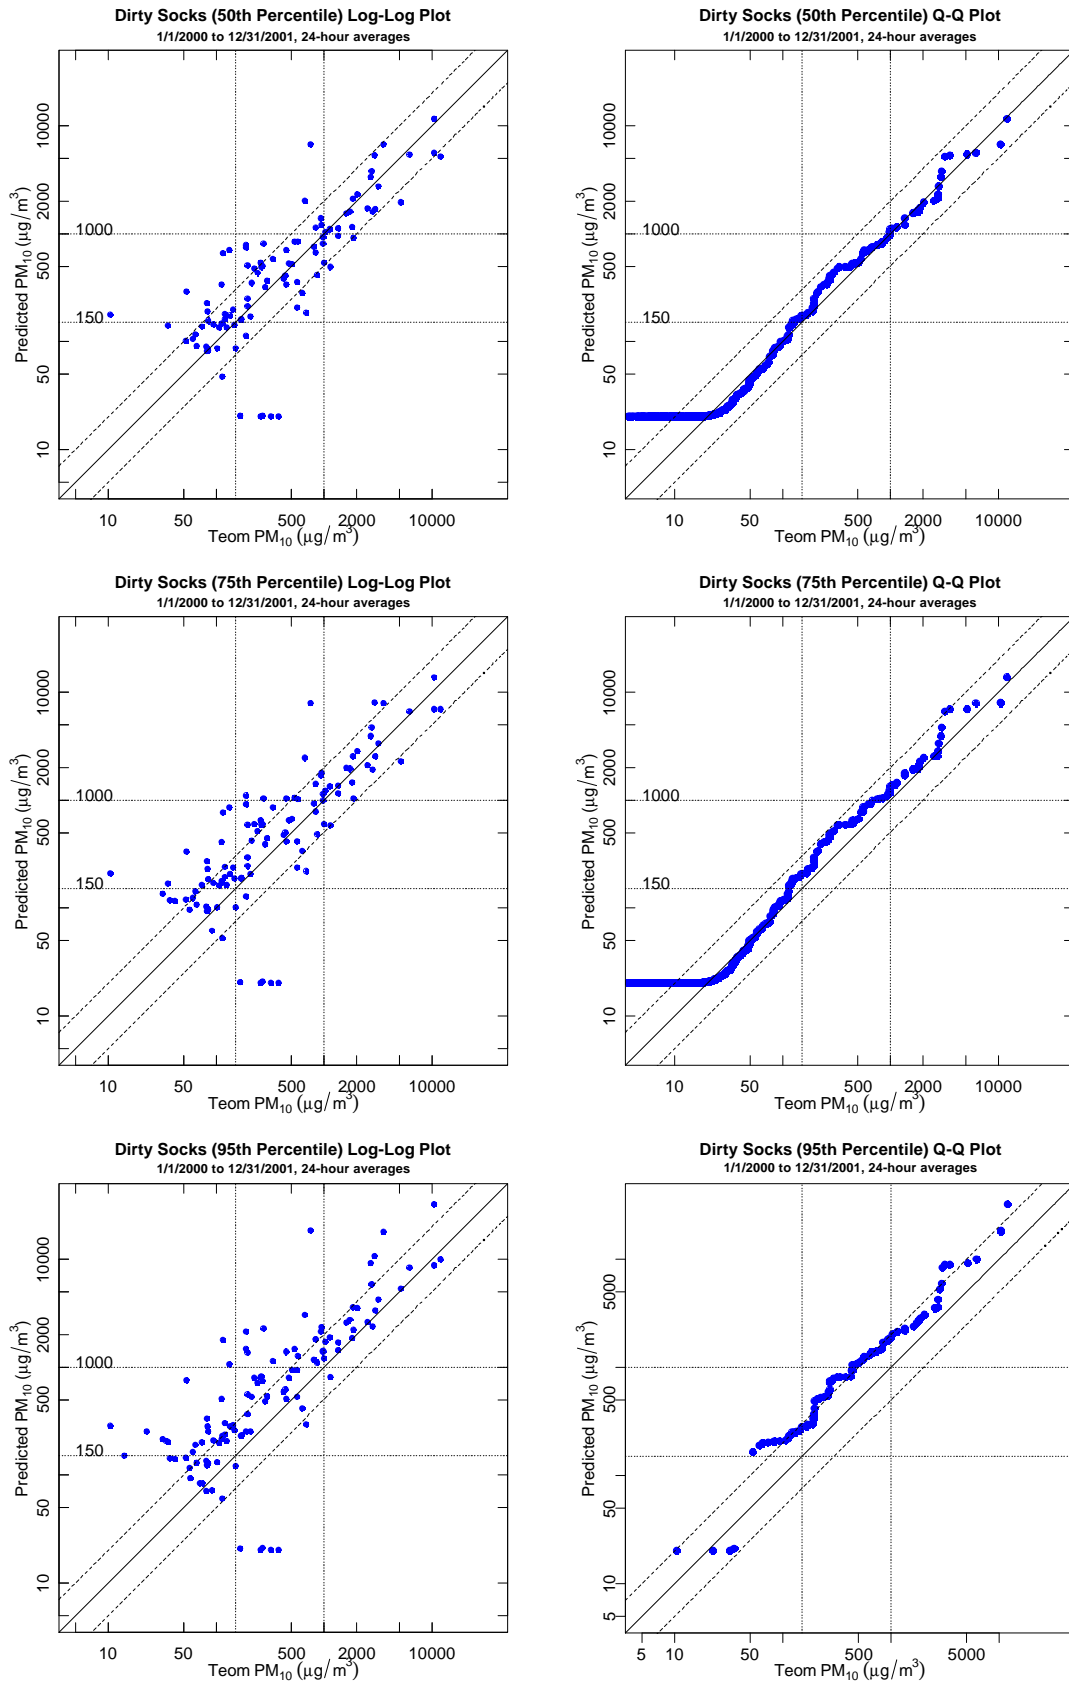 Dirty Socks (50th Percentile) Log-Log Plot
1/1/2000 to 12/31/2001, 24-hour averages
Predicted PM₁₀ (μg/m³)
10 50 500 2000 10000
1000
150
10 50 500 2000 10000
Teom PM₁₀ (μg/m³)
Dirty Socks (50th Percentile) Q-Q Plot
1/1/2000 to 12/31/2001, 24-hour averages
Predicted PM₁₀ (μg/m³)
10 50 500 2000 10000
1000
150
10 50 500 2000 10000
Teom PM₁₀ (μg/m³)
Dirty Socks (75th Percentile) Log-Log Plot
1/1/2000 to 12/31/2001, 24-hour averages
Predicted PM₁₀ (μg/m³)
10 50 500 2000 10000
1000
150
10 50 500 2000 10000
Teom PM₁₀ (μg/m³)
Dirty Socks (75th Percentile) Q-Q Plot
1/1/2000 to 12/31/2001, 24-hour averages
Predicted PM₁₀ (μg/m³)
10 50 500 2000 10000
1000
150
10 50 500 2000 10000
Teom PM₁₀ (μg/m³)
Dirty Socks (95th Percentile) Log-Log Plot
1/1/2000 to 12/31/2001, 24-hour averages
Predicted PM₁₀ (μg/m³)
10 50 500 2000 10000
1000
150
10 50 500 2000 10000
Teom PM₁₀ (μg/m³)
Dirty Socks (95th Percentile) Q-Q Plot
1/1/2000 to 12/31/2001, 24-hour averages
Predicted PM₁₀ (μg/m³)
5 10 50 500 5000
1000
150
5 10 50 500 5000
Teom PM₁₀ (μg/m³)